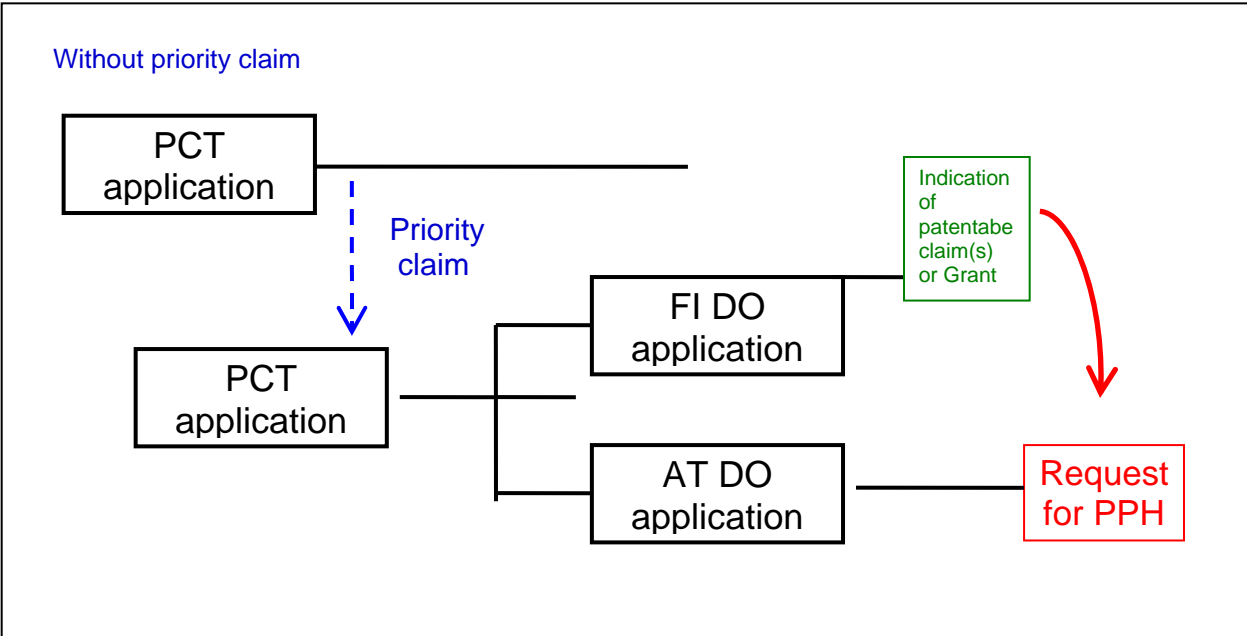 Without priority claim
PCT
application
Priority
claim
Indication
of
patentabe
claim(s)
or Grant
FI DO
application
PCT
application
AT DO
application
Request
for PPH